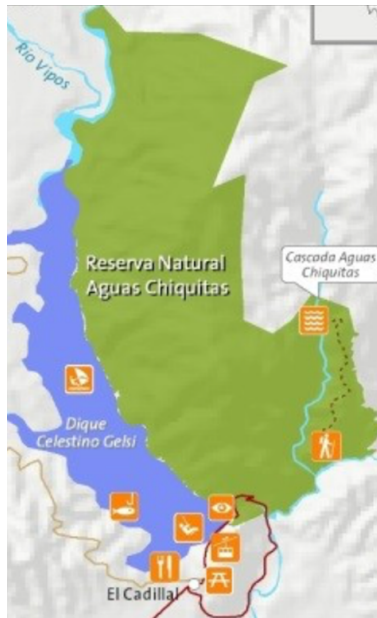 Río Vipos
Reserva Natural
Aguas Chiquitas
Cascada Aguas
Chiquitas
Dique
Celestino Gelsi
El Cadillal